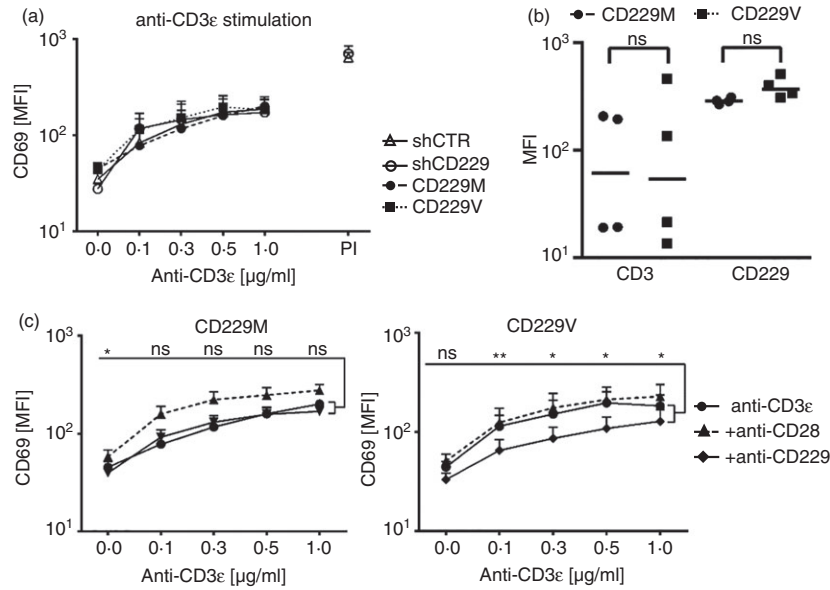 (a)
anti-CD3ε stimulation
10³
10²
10¹
CD69 [MFI]
0·0 0·1 0·3 0·5 1·0 PI
Anti-CD3ε [µg/ml]
shCTR
shCD229
CD229M
CD229V
(b)
CD229M CD229V
ns ns
10³
10²
10¹
MFI
CD3 CD229
(c)
CD229M
10³
10²
10¹
CD69 [MFI]
* ns ns ns ns
0·0 0·1 0·3 0·5 1·0
Anti-CD3ε [µg/ml]
CD229V
10³
10²
10¹
CD69 [MFI]
ns ** * * *
0·0 0·1 0·3 0·5 1·0
Anti-CD3ε [µg/ml]
anti-CD3ε
+anti-CD28
+anti-CD229